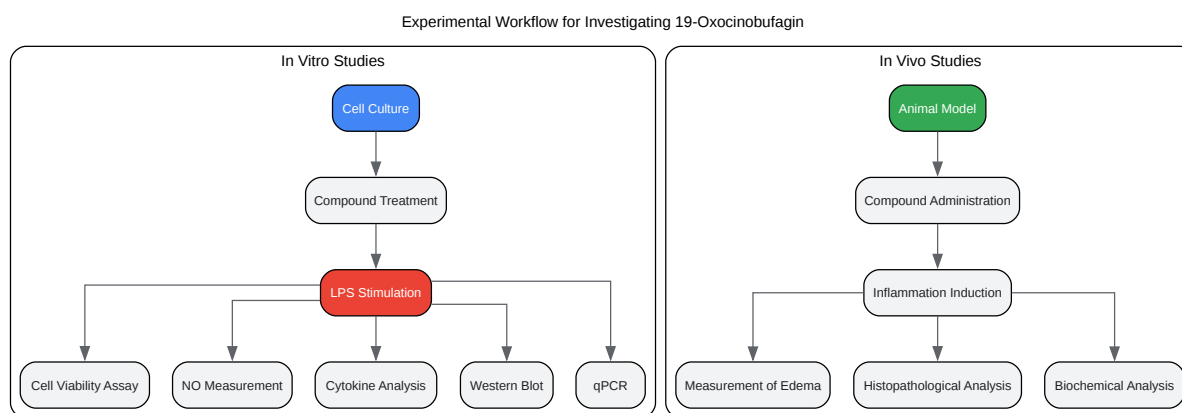 Experimental Workflow for Investigating 19-Oxocinobufagin
In Vitro Studies
Cell Culture
Compound Treatment
LPS Stimulation
Cell Viability Assay
NO Measurement
Cytokine Analysis
Western Blot
qPCR
In Vivo Studies
Animal Model
Compound Administration
Inflammation Induction
Measurement of Edema
Histopathological Analysis
Biochemical Analysis